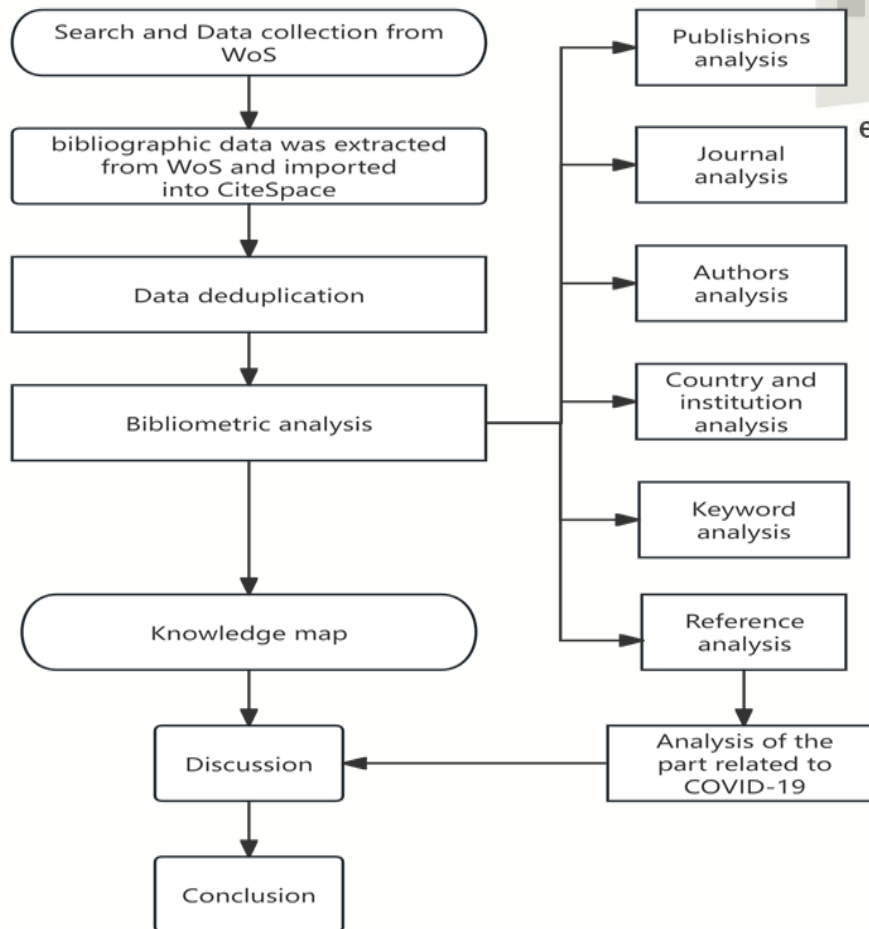 Search and Data collection from
WoS
bibliographic data was extracted
from WoS and imported
into CiteSpace
Data deduplication
Bibliometric analysis
Knowledge map
Discussion
Conclusion
Publishions
analysis
Journal
analysis
Authors
analysis
Country and
institution
analysis
Keyword
analysis
Reference
analysis
Analysis of the
part related to
COVID-19
e